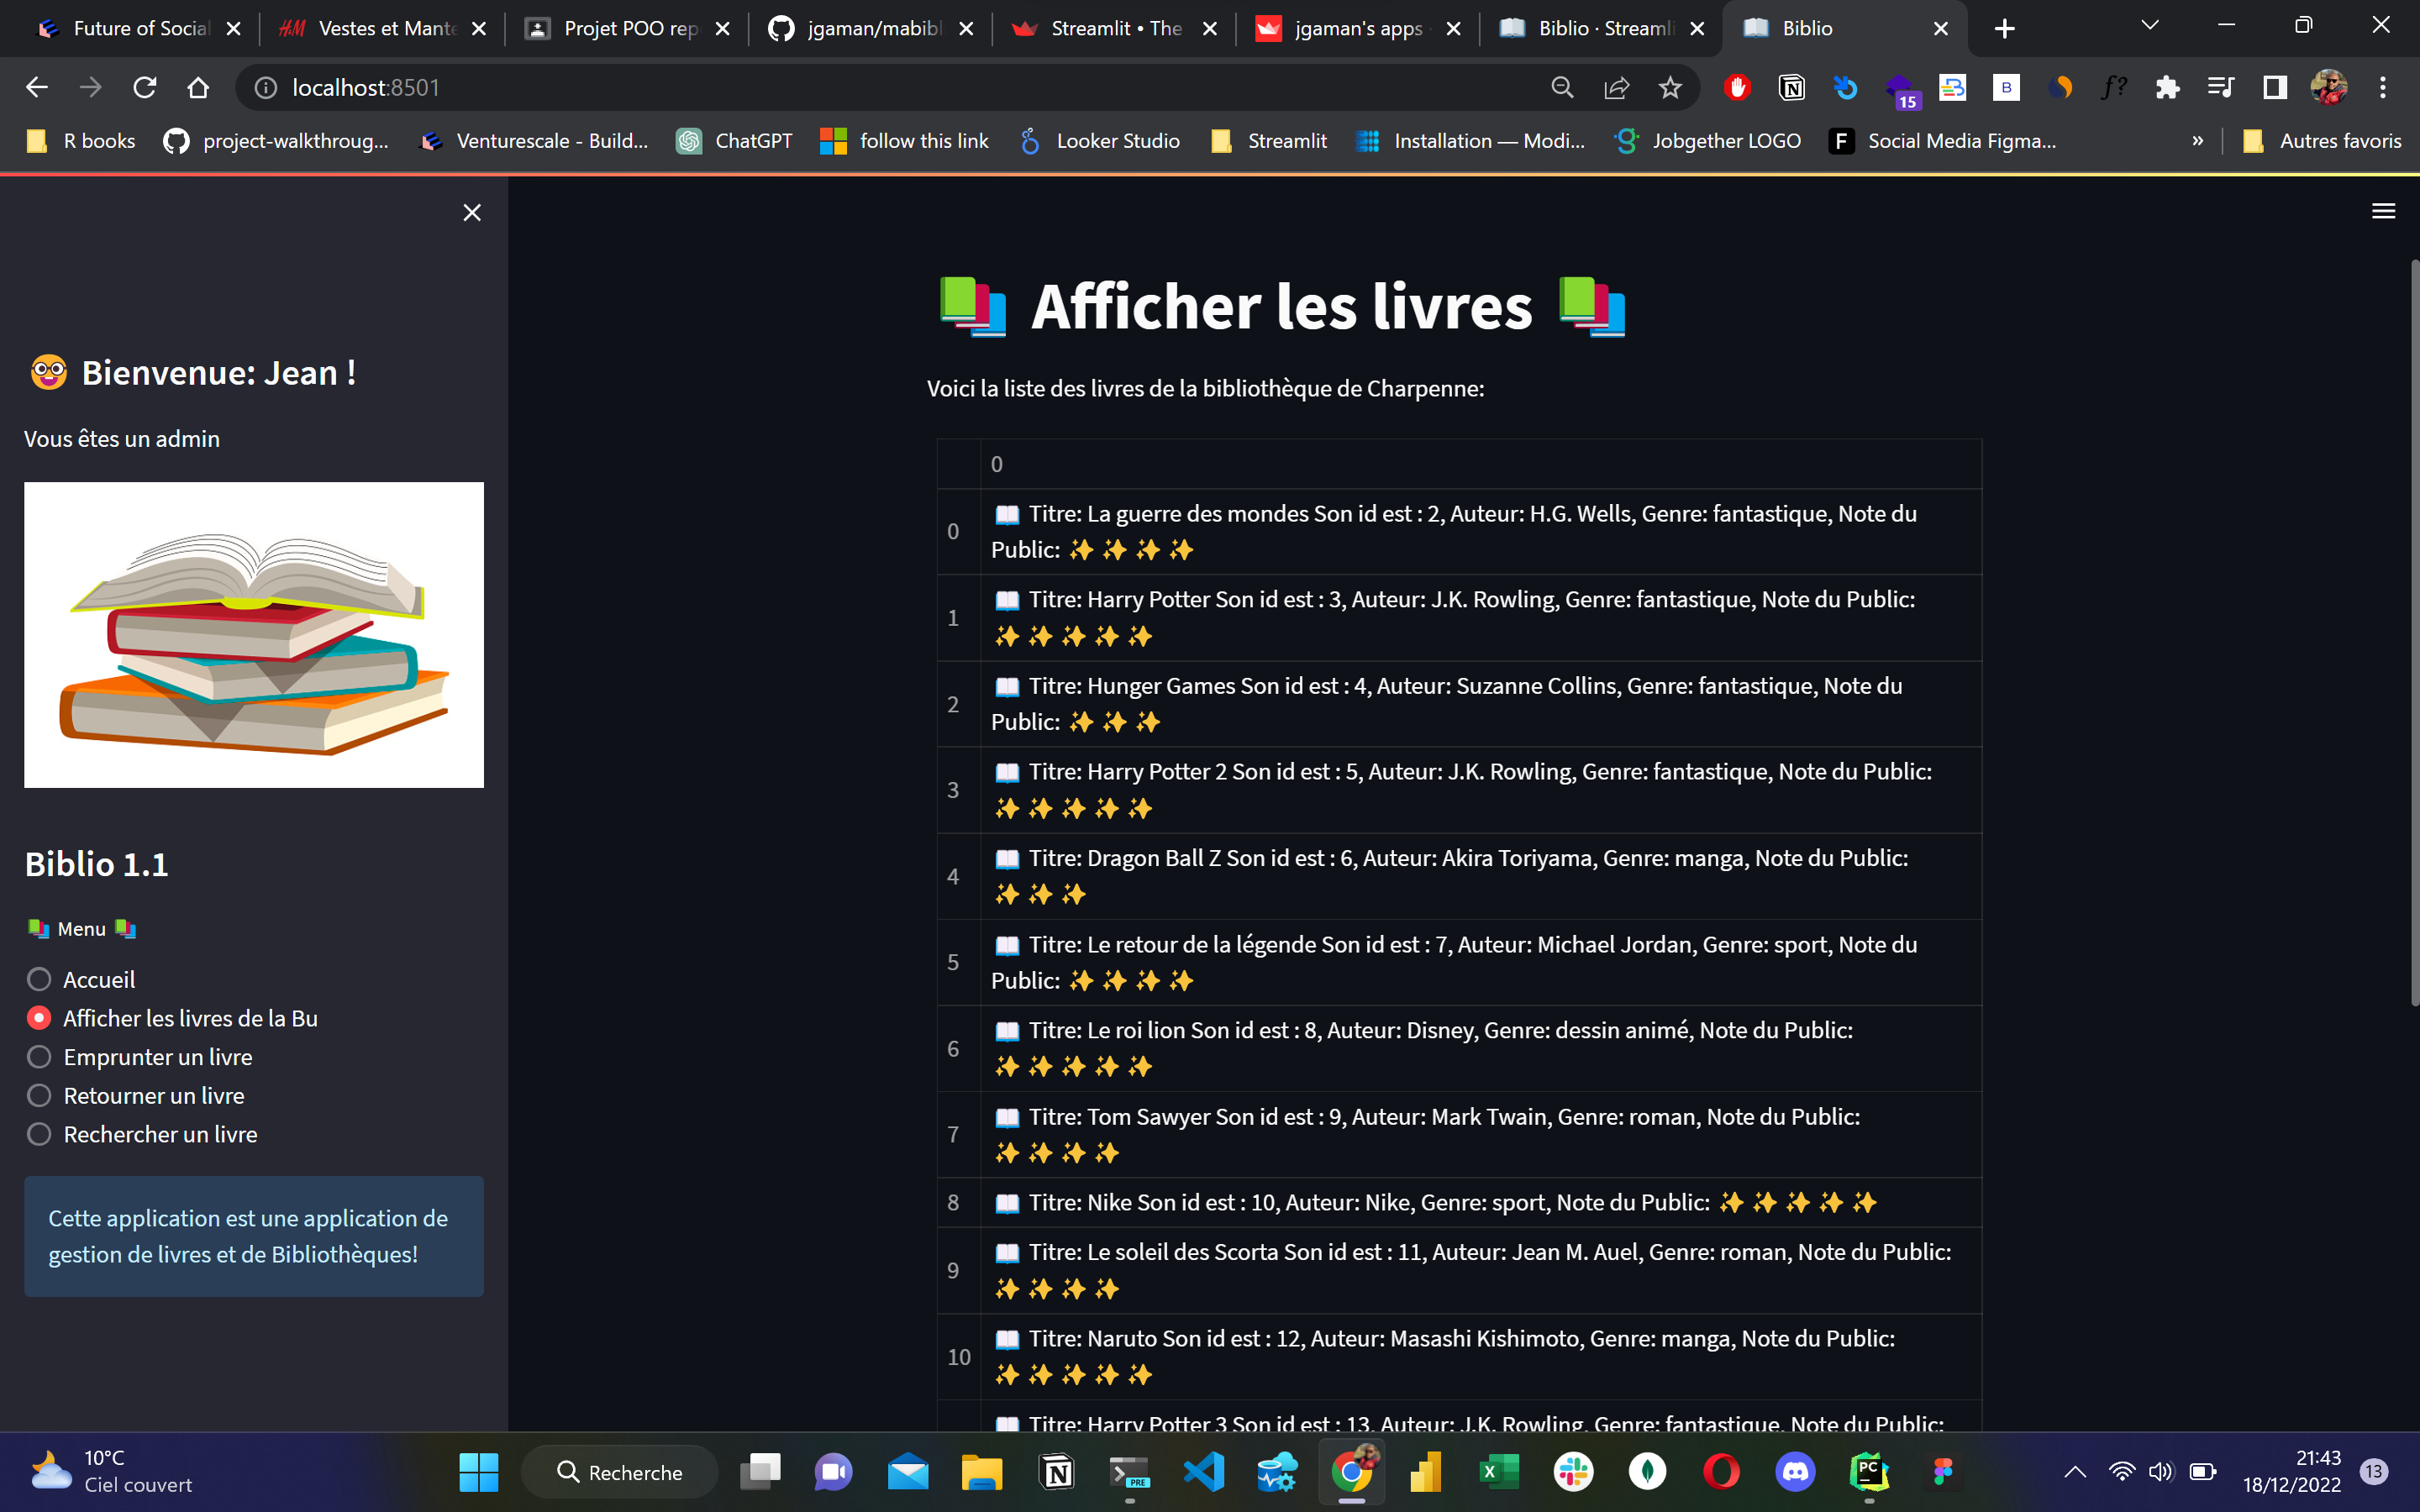 Future of Social
Vestes et Mante
Projet POO rep
jgaman/mabibl
Streamlit • The
jgaman's apps
Biblio · Streamli
Biblio
localhost:8501
15
R books
project-walkthroug...
Venturescale - Build...
ChatGPT
follow this link
Looker Studio
Streamlit
Installation — Modi...
Jobgether LOGO
Social Media Figma...
»
Autres favoris
🤓 Bienvenue: Jean !
Vous êtes un admin
Biblio 1.1
📚 Menu 📚
Accueil
Afficher les livres de la Bu
Emprunter un livre
Retourner un livre
Rechercher un livre
Cette application est une application de
gestion de livres et de Bibliothèques!
📚 Afficher les livres 📚
Voici la liste des livres de la bibliothèque de Charpenne:
0
0
📖 Titre: La guerre des mondes Son id est : 2, Auteur: H.G. Wells, Genre: fantastique, Note du
Public: ✨ ✨ ✨ ✨
1
📖 Titre: Harry Potter Son id est : 3, Auteur: J.K. Rowling, Genre: fantastique, Note du Public:
✨ ✨ ✨ ✨ ✨
2
📖 Titre: Hunger Games Son id est : 4, Auteur: Suzanne Collins, Genre: fantastique, Note du
Public: ✨ ✨ ✨
3
📖 Titre: Harry Potter 2 Son id est : 5, Auteur: J.K. Rowling, Genre: fantastique, Note du Public:
✨ ✨ ✨ ✨ ✨
4
📖 Titre: Dragon Ball Z Son id est : 6, Auteur: Akira Toriyama, Genre: manga, Note du Public:
✨ ✨ ✨
5
📖 Titre: Le retour de la légende Son id est : 7, Auteur: Michael Jordan, Genre: sport, Note du
Public: ✨ ✨ ✨ ✨
6
📖 Titre: Le roi lion Son id est : 8, Auteur: Disney, Genre: dessin animé, Note du Public:
✨ ✨ ✨ ✨ ✨
7
📖 Titre: Tom Sawyer Son id est : 9, Auteur: Mark Twain, Genre: roman, Note du Public:
✨ ✨ ✨ ✨
8
📖 Titre: Nike Son id est : 10, Auteur: Nike, Genre: sport, Note du Public: ✨ ✨ ✨ ✨ ✨
9
📖 Titre: Le soleil des Scorta Son id est : 11, Auteur: Jean M. Auel, Genre: roman, Note du Public:
✨ ✨ ✨ ✨
10
📖 Titre: Naruto Son id est : 12, Auteur: Masashi Kishimoto, Genre: manga, Note du Public:
✨ ✨ ✨ ✨ ✨
📖 Titre: Harry Potter 3 Son id est : 13, Auteur: J.K. Rowling, Genre: fantastique, Note du Public:
10°C
Ciel couvert
Recherche
21:43
18/12/2022
13